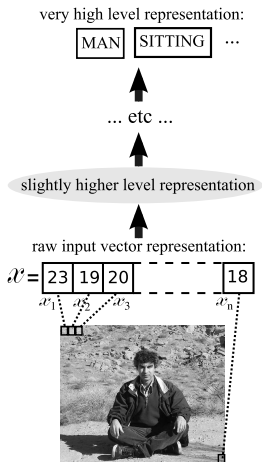 very high level representation:
MAN SITTING ...
... etc ...
slightly higher level representation
raw input vector representation:
x = 23 19 20 18
x1 x2 x3 xn